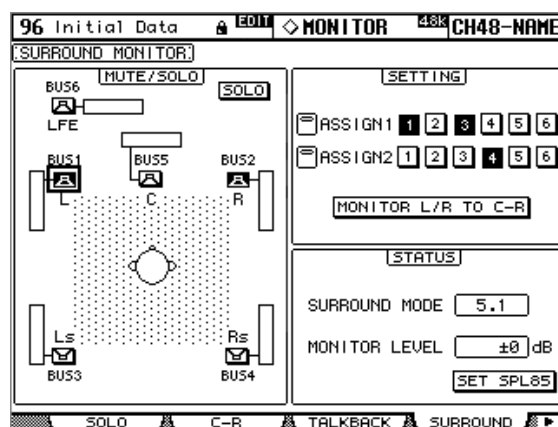 96 Initial Data EDIT MONITOR 48k CH48-NAME
SURROUND MONITOR
MUTE/SOLO
SOLO
BUS6
LFE
BUS1 BUS5 BUS2
L C R
Ls Rs
BUS3 BUS4
SETTING
ASSIGN1 1 2 3 4 5 6
ASSIGN2 1 2 3 4 5 6
MONITOR L/R TO C-R
STATUS
SURROUND MODE 5.1
MONITOR LEVEL ±0 dB
SET SPL85
SOLO C-R TALKBACK SURROUND